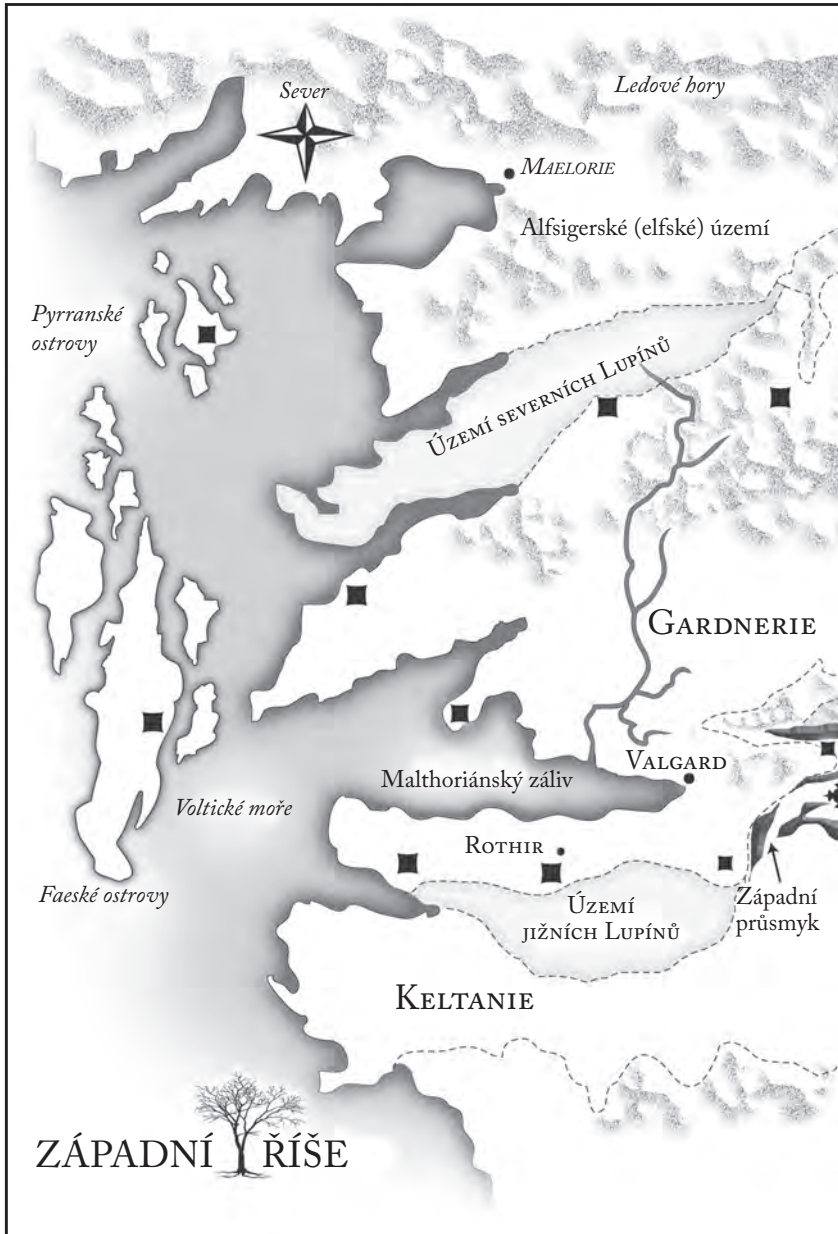 Sever
Ledové hory
MAELORIE
Alfsigerské (elfské) území
Pyrranské
ostrovy
ÚZEMÍ SEVERNÍCH LUPÍNŮ
GARDNERIE
VALGARD
Malthoriánský záliv
Voltické moře
ROTHIR
Faeské ostrovy
Západní
průsmyk
ÚZEMÍ
JIŽNÍCH LUPÍNŮ
KELTANIE
ZÁPADNÍ ŘÍŠE